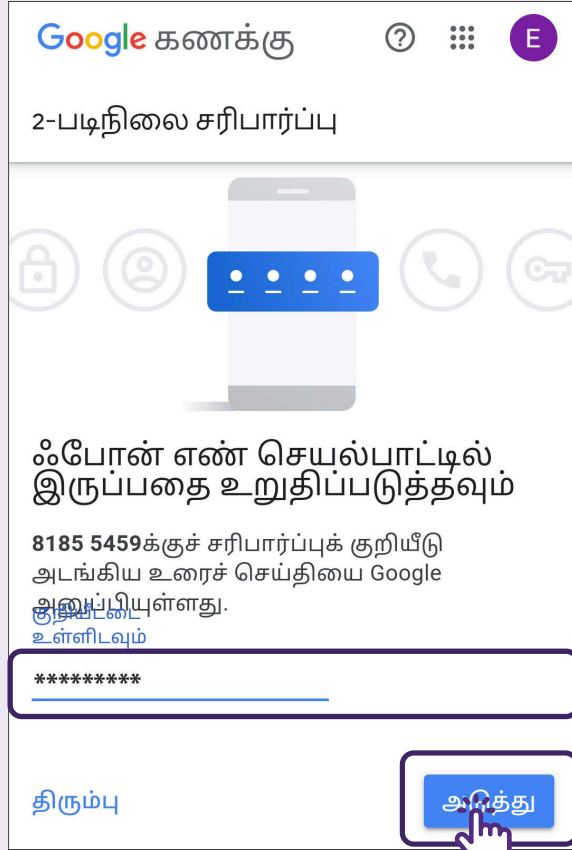 Google கணக்கு
E
2-படிநிலை சரிபார்ப்பு
ஃபோன் எண் செயல்பாட்டில்
இருப்பதை உறுதிப்படுத்தவும்
8185 5459க்குச் சரிபார்ப்புக் குறியீடு
அடங்கிய உரைச் செய்தியை Google
அனுப்பியுள்ளது.
குறியீட்டை
உள்ளிடவும்
*********
திரும்பு
அடுத்து